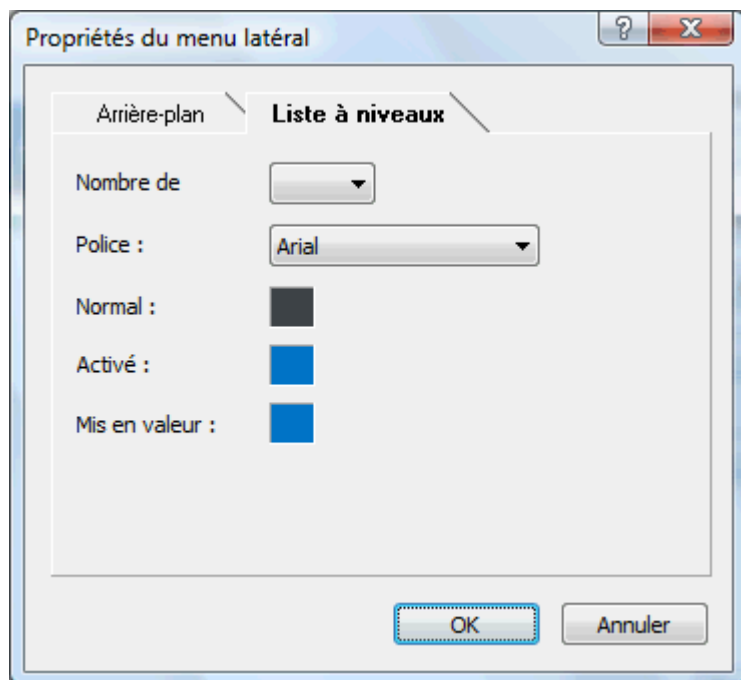 Propriétés du menu latéral
?
Arrière-plan
Liste à niveaux
Nombre de
Police :
Arial
Normal :
Activé :
Mis en valeur :
OK
Annuler